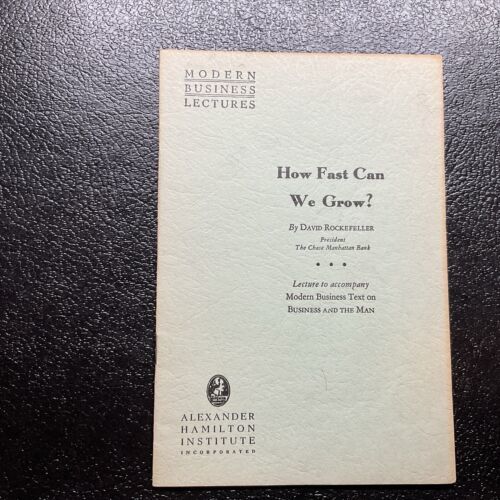 MODERN
BUSINESS
LECTURES
How Fast Can
We Grow?
By DAVID ROCKEFELLER
President
The Chase Manhattan Bank
• • •
Lecture to accompany
Modern Business Text on
BUSINESS AND THE MAN
ALEXANDER
HAMILTON
INSTITUTE
INCORPORATED